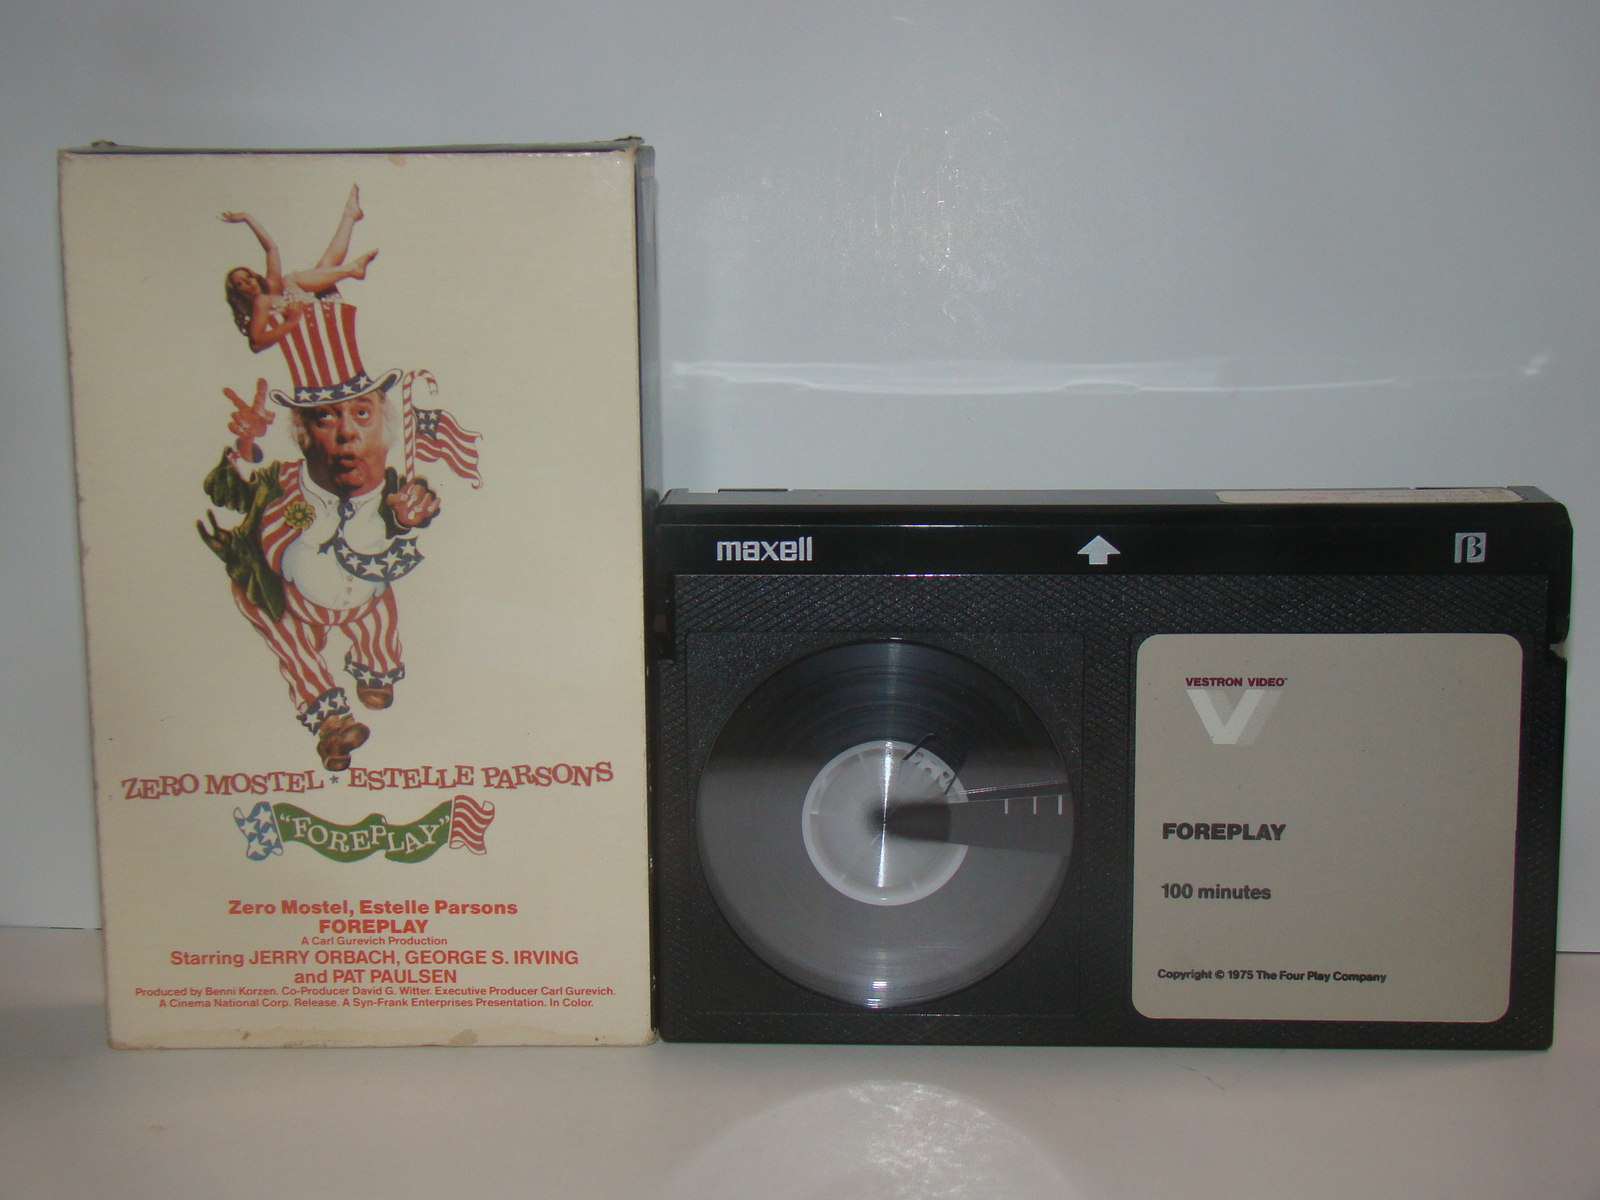 ZERO MOSTEL * ESTELLE PARSONS
"FOREPLAY"
Zero Mostel, Estelle Parsons
FOREPLAY
A Carl Gurevich Production
Starring JERRY ORBACH, GEORGE S. IRVING
and PAT PAULSEN
Produced by Benni Korzen. Co-Producer David G. Witter. Executive Producer Carl Gurevich.
A Cinema National Corp. Release. A Syn-Frank Enterprises Presentation. In Color.
maxell
β
VESTRON VIDEO™
V
FOREPLAY
100 minutes
Copyright © 1975 The Four Play Company